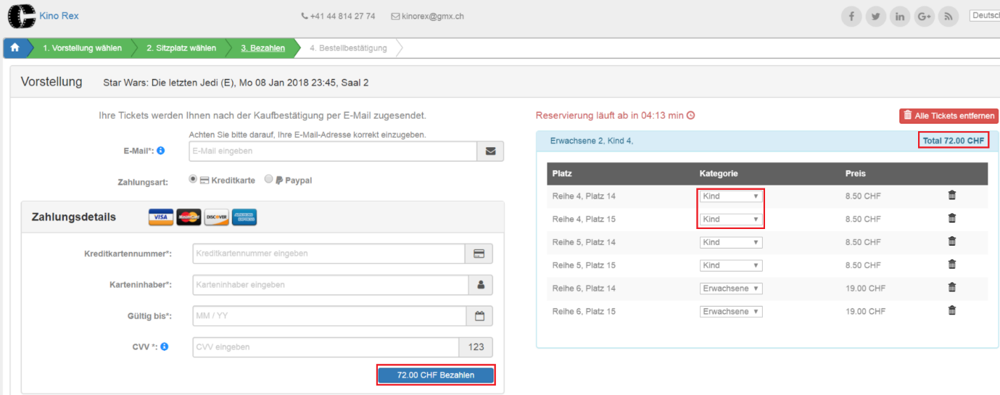 Kino Rex
+41 44 814 27 74 kinorex@gmx.ch
f in G+
1. Vorstellung wählen 2. Sitzplatz wählen 3. Bezahlen 4. Bestellbestätigung
Vorstellung Star Wars: Die letzten Jedi (E), Mo 08 Jan 2018 23:45, Saal 2
Ihre Tickets werden Ihnen nach der Kaufbestätigung per E-Mail zugesendet.
Achten Sie bitte darauf, Ihre E-Mail-Adresse korrekt einzugeben.
E-Mail*: E-Mail eingeben
Zahlungsart: Kreditkarte Paypal
Zahlungsdetails VISA MasterCard DISCOVER AMERICAN EXPRESS
Kreditkartennummer*: Kreditkartennummer eingeben
Karteninhaber*: Karteninhaber eingeben
Gültig bis*: MM / YY
CVV *: CVV eingeben 123
72.00 CHF Bezahlen
Reservierung läuft ab in 04:13 min Alle Tickets entfernen
Erwachsene 2, Kind 4, Total 72.00 CHF
Platz Kategorie Preis
Reihe 4, Platz 14 Kind 8.50 CHF
Reihe 4, Platz 15 Kind 8.50 CHF
Reihe 5, Platz 14 Kind 8.50 CHF
Reihe 5, Platz 15 Kind 8.50 CHF
Reihe 6, Platz 14 Erwachsene 19.00 CHF
Reihe 6, Platz 15 Erwachsene 19.00 CHF